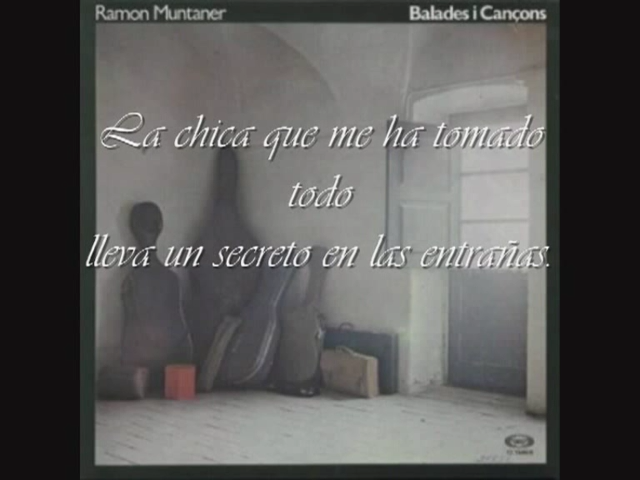 Ramon Muntaner Balades i Cançons
La chica que me ha tomado
todo
lleva un secreto en las entrañas.